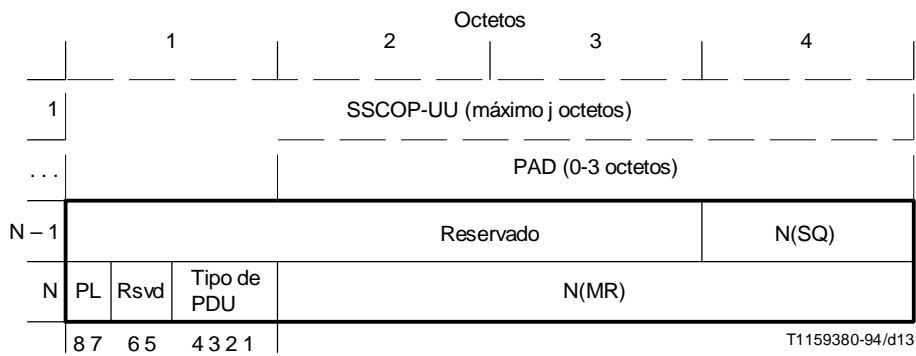 Octetos
1 2 3 4
1 SSCOP-UU (máximo j octetos)
. . . PAD (0-3 octetos)
N – 1 Reservado N(SQ)
N PL Rsvd Tipo de PDU N(MR)
8 7 6 5 4 3 2 1
T1159380-94/d13